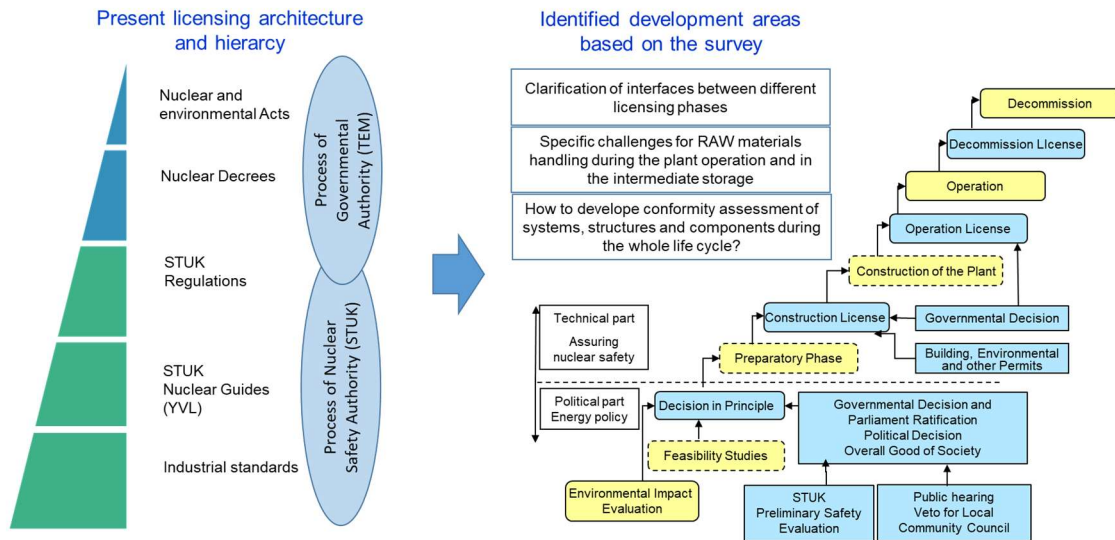 Present licensing architecture
and hierarcy
Nuclear and
environmental Acts
Nuclear Decrees
STUK
Regulations
STUK
Nuclear Guides
(YVL)
Industrial standards
Process of
Governmental
Authority (TEM)
Process of Nuclear
Safety Authority (STUK)
Identified development areas
based on the survey
Clarification of interfaces between different
licensing phases
Specific challenges for RAW materials
handling during the plant operation and in
the intermediate storage
How to develope conformity assessment of
systems, structures and components during
the whole life cycle?
Decommission
Decommission License
Operation
Operation License
Construction of the Plant
Construction License
Governmental Decision
Building, Environmental
and other Permits
Technical part
Assuring
nuclear safety
Preparatory Phase
Political part
Energy policy
Decision in Principle
Governmental Decision and
Parliament Ratification
Political Decision
Overall Good of Society
Feasibility Studies
Environmental Impact
Evaluation
STUK
Preliminary Safety
Evaluation
Public hearing
Veto for Local
Community Council